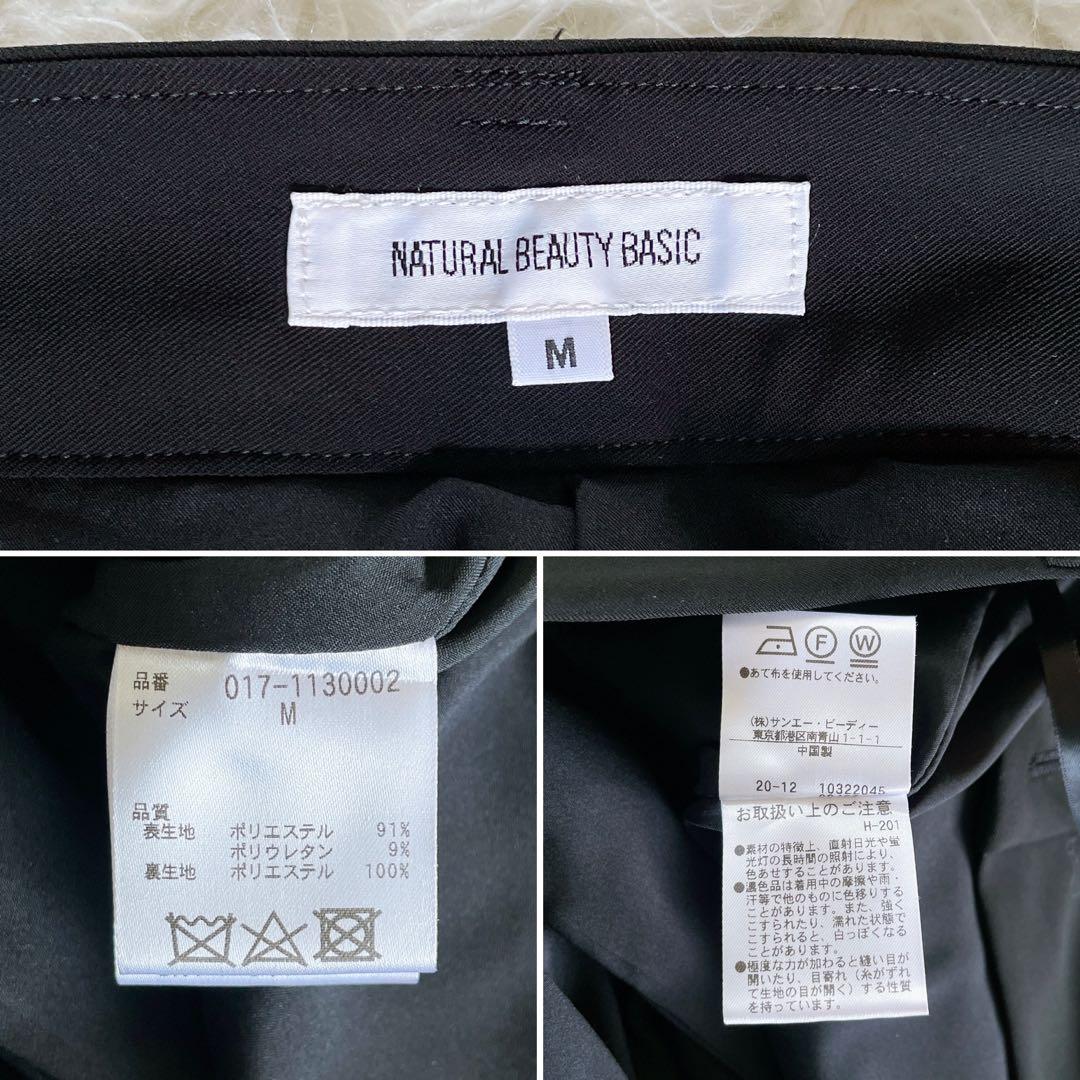 NATURAL BEAUTY BASIC
M
品番 017-1130002
サイズ M
品質
表生地 ポリエステル 91%
ポリウレタン 9%
裏生地 ポリエステル 100%
F W
●あて布を使用してください。
(株)サンエー・ビーディー
東京都港区南青山1-1-1
中国製
20-12 10322045
お取扱い上のご注意
H-201
●素材の特徴上、直射日光や蛍
光灯の長時間の照射により、
色あせすることがあります。
●濃色品は着用中の摩擦や雨・
汗等で他のものに色移りする
ことがあります。また、強く
こすられたり、濡れた状態で
こすられると、白っぽくなる
ことがあります。
●極度な力が加わると縫い目が
開いたり、目寄れ(糸がずれ
て生地の目が開く)する性質
を持っています。